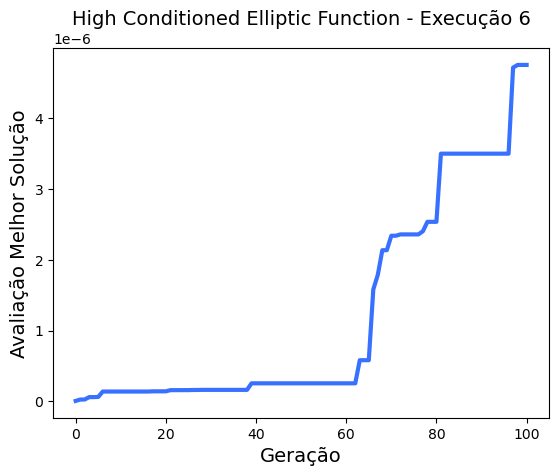 High Conditioned Elliptic Function - Execução 6
1e−6
Avaliação Melhor Solução
4
3
2
1
0
0 20 40 60 80 100
Geração